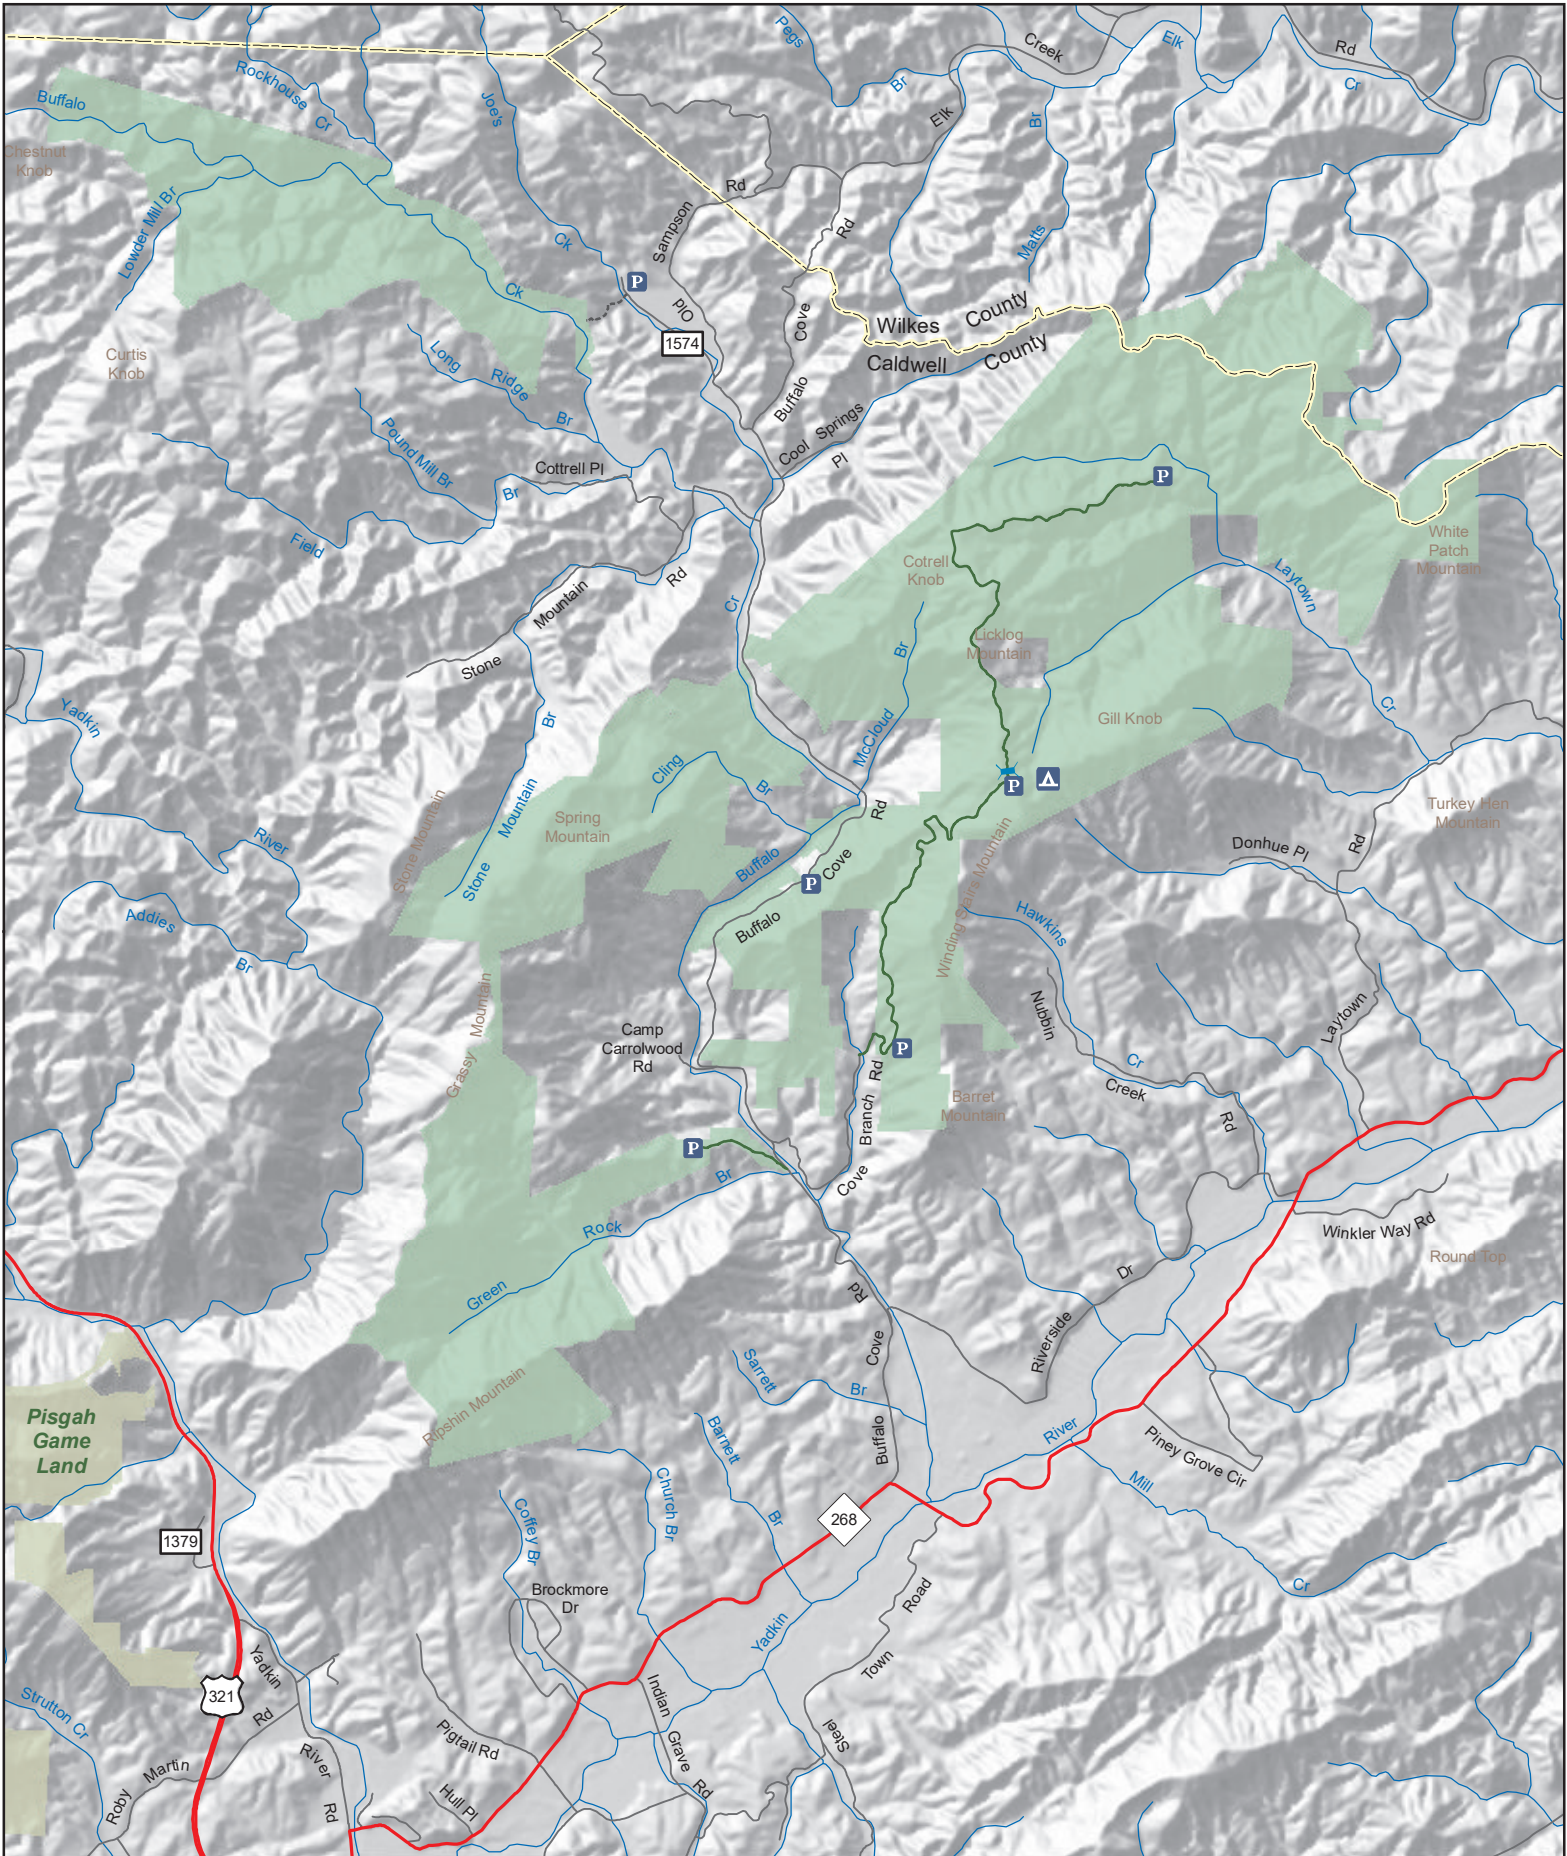 Pegs
Creek
Elk
Rd
Rockhouse
Br
Cr
Buffalo
Joe's
Cr
Elk
Br
Chestnut
Knob
Rd
Lowder Mill Br
Sampson
Rd
Matts
Ck
P
Ck
Old
Wilkes County
1574
Cove
Caldwell County
Curtis
Knob
Long
Ridge
Buffalo
Br
Springs
Cool
Pound Mill Br
Cottrell Pl
Pl
P
Br
Field
White
Patch
Mountain
Cotrell
Knob
Rd
Laytown
Mountain
Cr
Licklog
Mountain
Br
Stone
Yadkin
Br
Gill Knob
Cr
McCloud
Cling
Br
P
Rd
Mountain
Spring
Mountain
Turkey Hen
Mountain
River
Stone Mountain
Donhue Pl
Rd
Buffalo
Cove
Stone
P
Winding Stairs Mountain
Addies
Buffalo
Hawkins
Br
Mountain
Nubbin
Laytown
Camp
Carrolwood
Rd
P
Cr
Grassy
Rd
Creek
Barret
Mountain
Branch
Rd
P
Br
Cove
Rock
Winkler Way Rd
Round Top
Dr
Green
Rd
Riverside
Cove
Sarrett
Br
Ripshin Mountain
Pisgah
Game
Land
Barnett
Buffalo
River
Piney Grove Cir
Mill
Church Br
Coffey Br
Br
268
1379
Cr
Brockmore
Dr
Road
Yadkin
Yadkin
Town
321
Indian
Strutton Cr
Rd
Steel
Pigtail Rd
Grave
River
Martin
Rd
Hull Pl
Roby
Rd